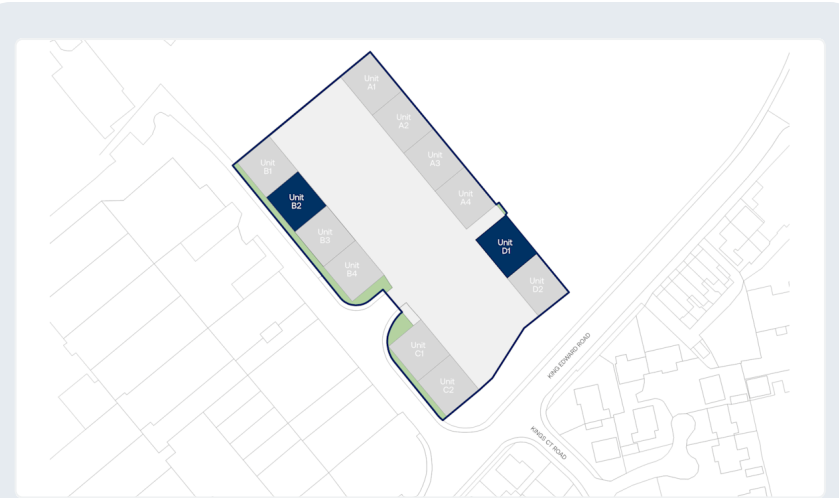 Unit
A1
Unit
A2
Unit
A3
Unit
A4
Unit
B1
Unit
B2
Unit
B3
Unit
B4
Unit
D1
Unit
D2
Unit
C1
Unit
C2
KING EDWARD ROAD
KINGS CT ROAD